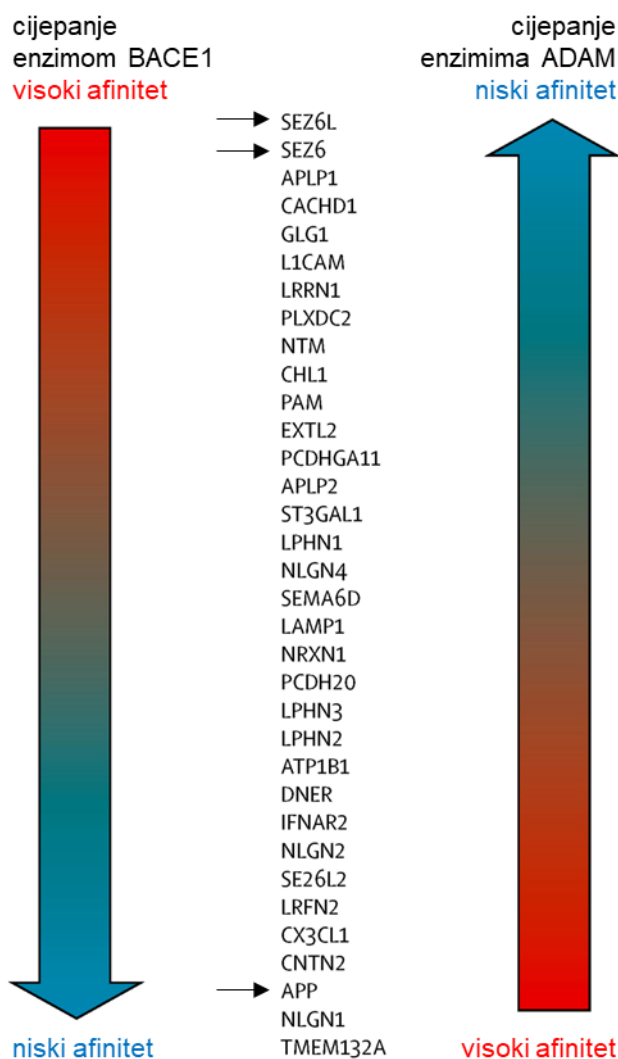 cijepanje
enzimom BACE1
visoki afinitet
cijepanje
enzimima ADAM
niski afinitet
SEZ6L
SEZ6
APLP1
CACHD1
GLG1
L1CAM
LRRN1
PLXDC2
NTM
CHL1
PAM
EXTL2
PCDHGA11
APLP2
ST3GAL1
LPHN1
NLGN4
SEMA6D
LAMP1
NRXN1
PCDH20
LPHN3
LPHN2
ATP1B1
DNER
IFNAR2
NLGN2
SE26L2
LRFN2
CX3CL1
CNTN2
APP
NLGN1
TMEM132A
niski afinitet
visoki afinitet